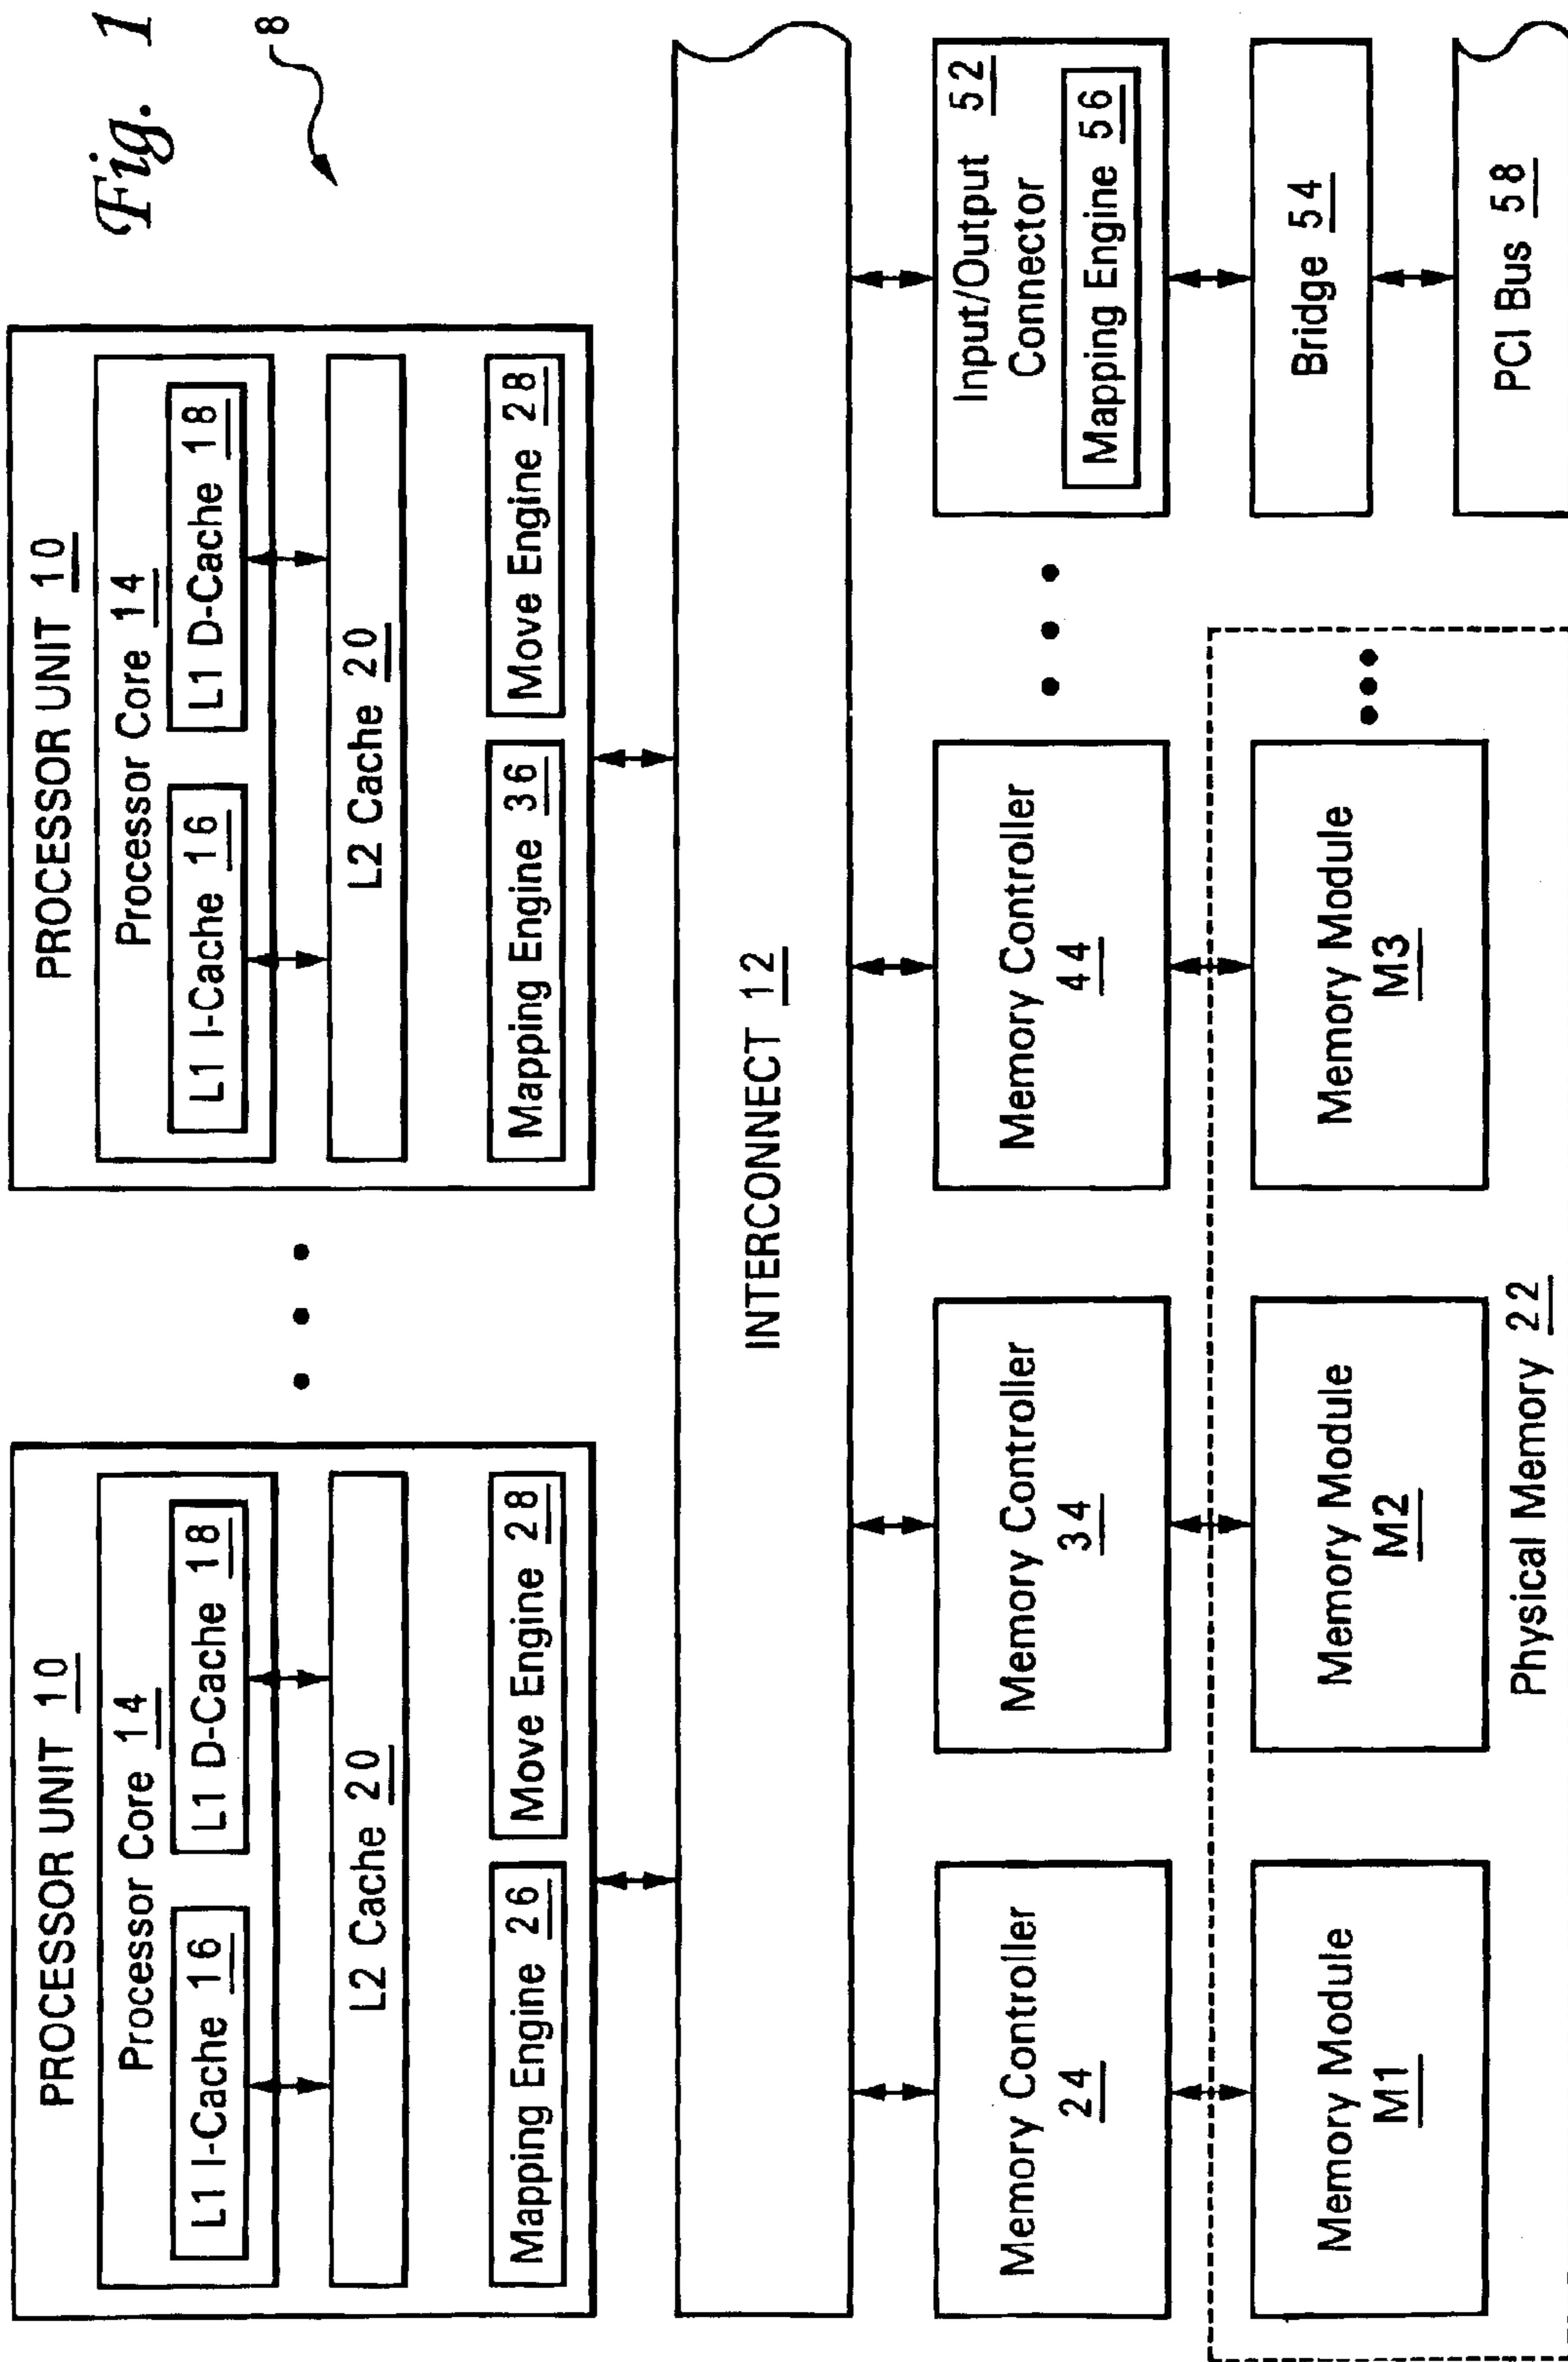 Fig. 1
8
PROCESSOR UNIT 10
Processor Core 14
L1 I-Cache 16
L1 D-Cache 18
L2 Cache 20
Mapping Engine 26
Move Engine 28
PROCESSOR UNIT 10
Processor Core 14
L1 I-Cache 16
L1 D-Cache 18
L2 Cache 20
Mapping Engine 36
Move Engine 28
INTERCONNECT 12
Memory Controller
24
Memory Controller
34
Memory Controller
44
Input/Output 52
Connector
Mapping Engine 56
Memory Module
M1
Memory Module
M2
Memory Module
M3
Bridge 54
Physical Memory 22
PCI Bus 58